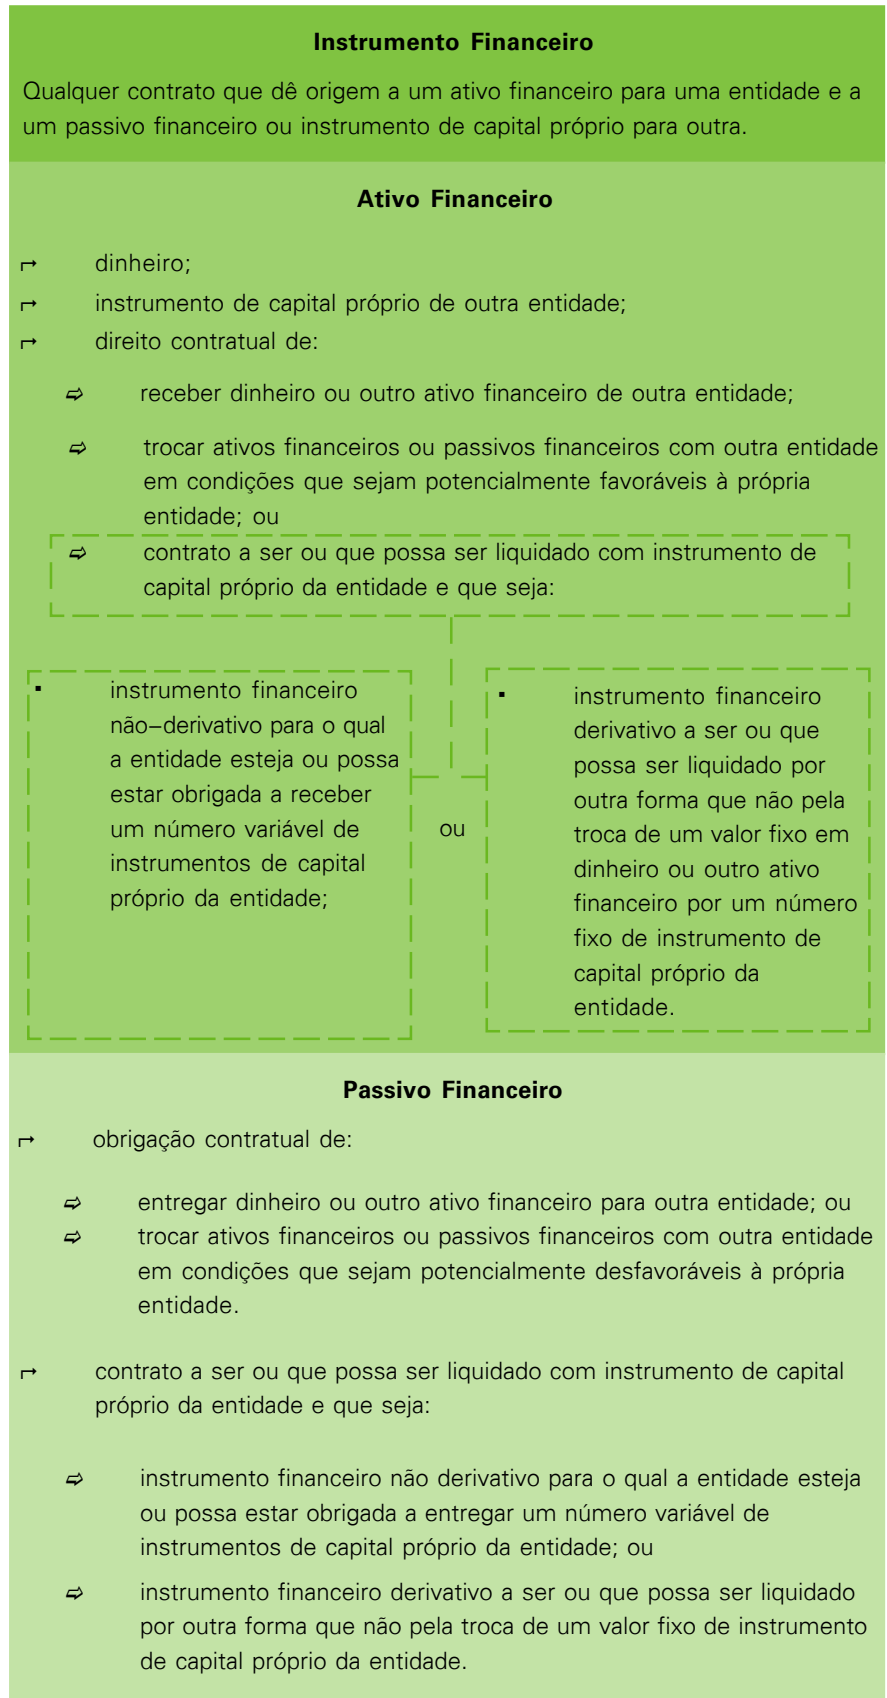 Instrumento Financeiro
Qualquer contrato que dê origem a um ativo financeiro para uma entidade e a
um passivo financeiro ou instrumento de capital próprio para outra.
Ativo Financeiro
dinheiro;
instrumento de capital próprio de outra entidade;
direito contratual de:
receber dinheiro ou outro ativo financeiro de outra entidade;
trocar ativos financeiros ou passivos financeiros com outra entidade
em condições que sejam potencialmente favoráveis à própria
entidade; ou
contrato a ser ou que possa ser liquidado com instrumento de
capital próprio da entidade e que seja:
▪ instrumento financeiro
não–derivativo para o qual
a entidade esteja ou possa
estar obrigada a receber
um número variável de
instrumentos de capital
próprio da entidade;
ou
▪ instrumento financeiro
derivativo a ser ou que
possa ser liquidado por
outra forma que não pela
troca de um valor fixo em
dinheiro ou outro ativo
financeiro por um número
fixo de instrumento de
capital próprio da
entidade.
Passivo Financeiro
obrigação contratual de:
entregar dinheiro ou outro ativo financeiro para outra entidade; ou
trocar ativos financeiros ou passivos financeiros com outra entidade
em condições que sejam potencialmente desfavoráveis à própria
entidade.
contrato a ser ou que possa ser liquidado com instrumento de capital
próprio da entidade e que seja:
instrumento financeiro não derivativo para o qual a entidade esteja
ou possa estar obrigada a entregar um número variável de
instrumentos de capital próprio da entidade; ou
instrumento financeiro derivativo a ser ou que possa ser liquidado
por outra forma que não pela troca de um valor fixo de instrumento
de capital próprio da entidade.